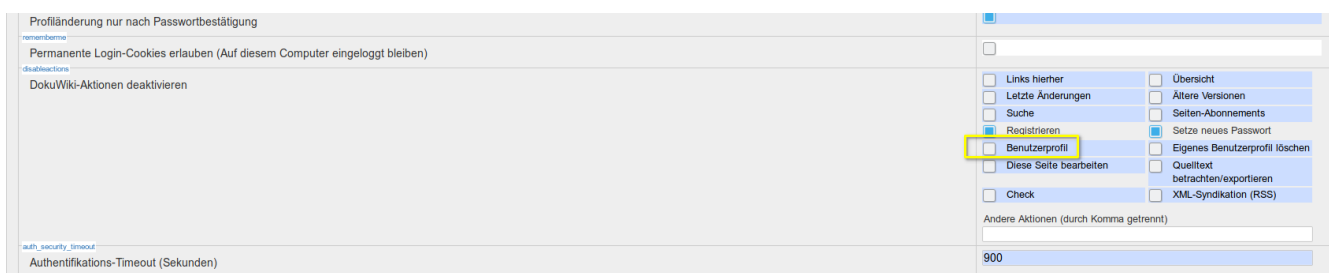 Profiländerung nur nach Passwortbestätigung
rememberme
Permanente Login-Cookies erlauben (Auf diesem Computer eingeloggt bleiben)
disableactions
DokuWiki-Aktionen deaktivieren
Links hierher
Übersicht
Letzte Änderungen
Ältere Versionen
Suche
Seiten-Abonnements
Registrieren
Setze neues Passwort
Benutzerprofil
Eigenes Benutzerprofil löschen
Diese Seite bearbeiten
Quelltext
betrachten/exportieren
Check
XML-Syndikation (RSS)
Andere Aktionen (durch Komma getrennt)
auth_security_timeout
Authentifikations-Timeout (Sekunden)
900